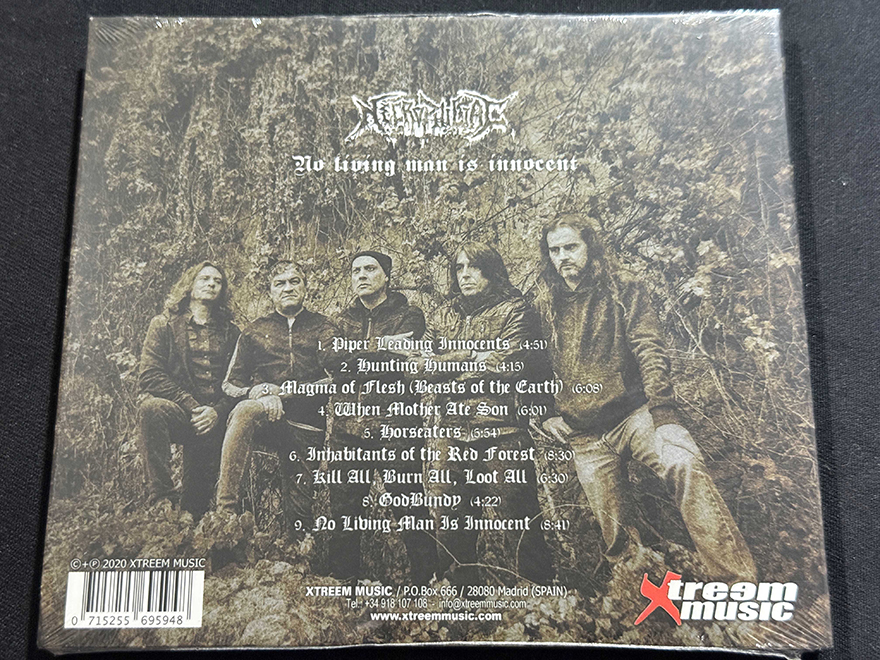 NECROMANIAC
No living man is innocent
1. Piper Leading Innocents (4:51)
2. Hunting Humans (4:15)
3. Magma of Flesh (Beasts of the Earth) (6:08)
4. When Mother Ate Son (6:01)
5. Horseaters (5:54)
6. Inhabitants of the Red Forest (8:30)
7. Kill All, Burn All, Loot All (6:30)
8. GodBundy (4:22)
9. No Living Man Is Innocent (8:41)
©+℗ 2020 XTREEM MUSIC
0 715255 695948
XTREEM MUSIC / P.O.Box 666 / 28080 Madrid (SPAIN)
Tel.: +34 918 107 108 - info@xtreemmusic.com
www.xtreemmusic.com
Xtreem
music